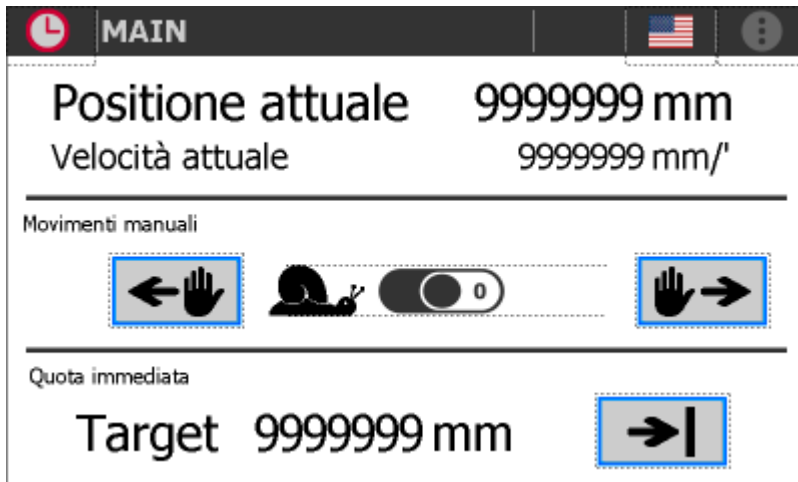 MAIN
Positione attuale 9999999 mm
Velocità attuale 9999999 mm/'
Movimenti manuali
0
Quota immediata
Target 9999999 mm